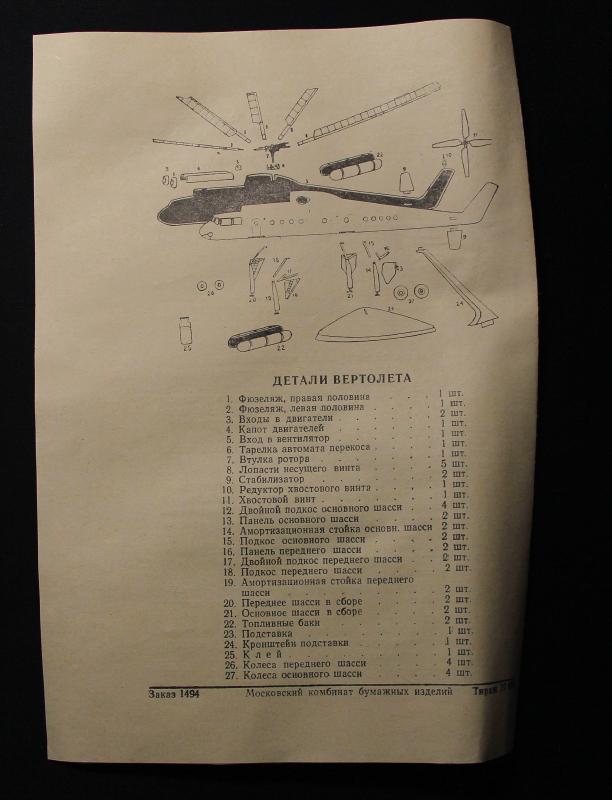 ДЕТАЛИ ВЕРТОЛЕТА
1. Фюзеляж, правая половина . . . 1 шт.
2. Фюзеляж, левая половина . . . . 1 шт.
3. Входы в двигатели . . . . . . 2 шт.
4. Капот двигателей . . . . . . 1 шт.
5. Вход в вентилятор . . . . . . 1 шт.
6. Тарелка автомата перекоса . . . . 1 шт.
7. Втулка ротора . . . . . . . 1 шт.
8. Лопасти несущего винта . . . . 5 шт.
9. Стабилизатор . . . . . . . 2 шт.
10. Редуктор хвостового винта . . . . 1 шт.
11. Хвостовой винт . . . . . . . 1 шт.
12. Двойной подкос основного шасси . . 4 шт.
13. Панель основного шасси . . . . 2 шт.
14. Амортизационная стойка основн. шасси 2 шт.
15. Подкос основного шасси . . . . 2 шт.
16. Панель переднего шасси . . . . 2 шт.
17. Двойной подкос переднего шасси . . 2 шт.
18. Подкос переднего шасси . . . . 2 шт.
19. Амортизационная стойка переднего
шасси . . . . . . . . . 2 шт.
20. Переднее шасси в сборе . . . . 2 шт.
21. Основное шасси в сборе . . . . 2 шт.
22. Топливные баки . . . . . . 2 шт.
23. Подставка . . . . . . . . 1 шт.
24. Кронштейн подставки . . . . . 1 шт.
25. Клей . . . . . . . . . 1 шт.
26. Колеса переднего шасси . . . . 4 шт.
27. Колеса основного шасси . . . . 4 шт.
Заказ 1494 Московский комбинат бумажных изделий Тираж